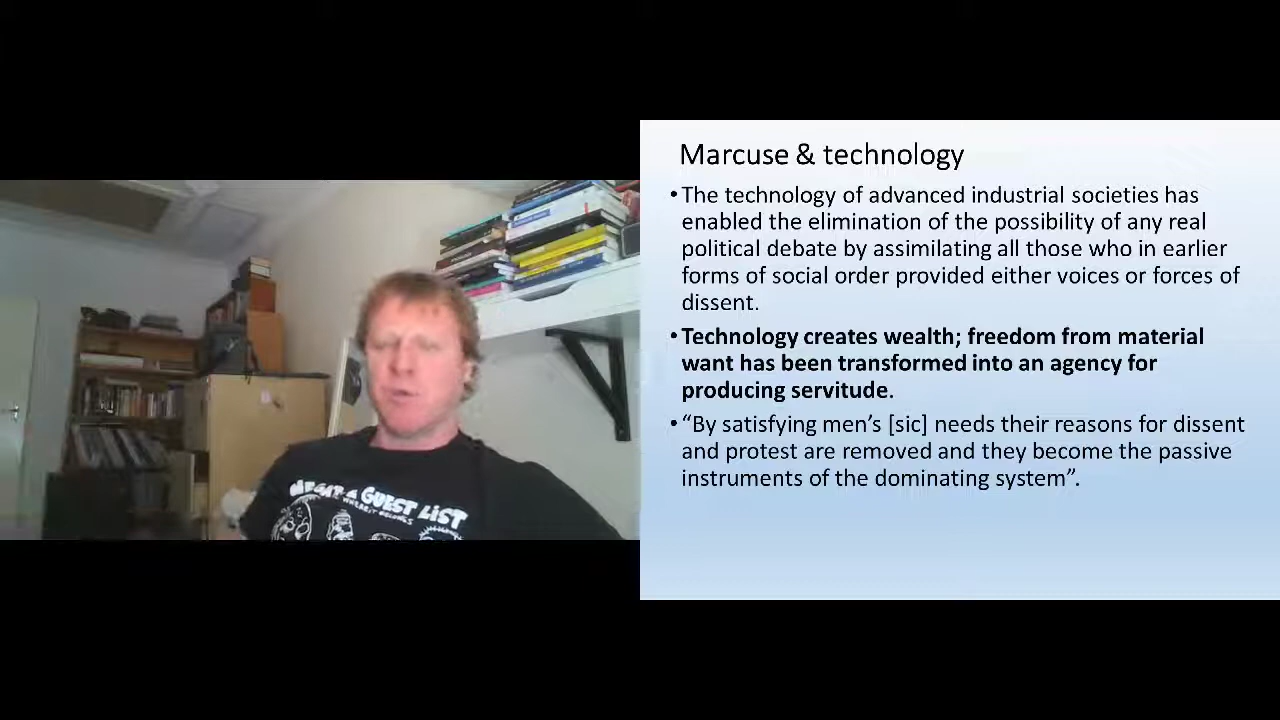 Marcuse & technology
•The technology of advanced industrial societies has
enabled the elimination of the possibility of any real
political debate by assimilating all those who in earlier
forms of social order provided either voices or forces of
dissent.
•Technology creates wealth; freedom from material
want has been transformed into an agency for
producing servitude.
•“By satisfying men’s [sic] needs their reasons for dissent
and protest are removed and they become the passive
instruments of the dominating system”.
GUEST LIST